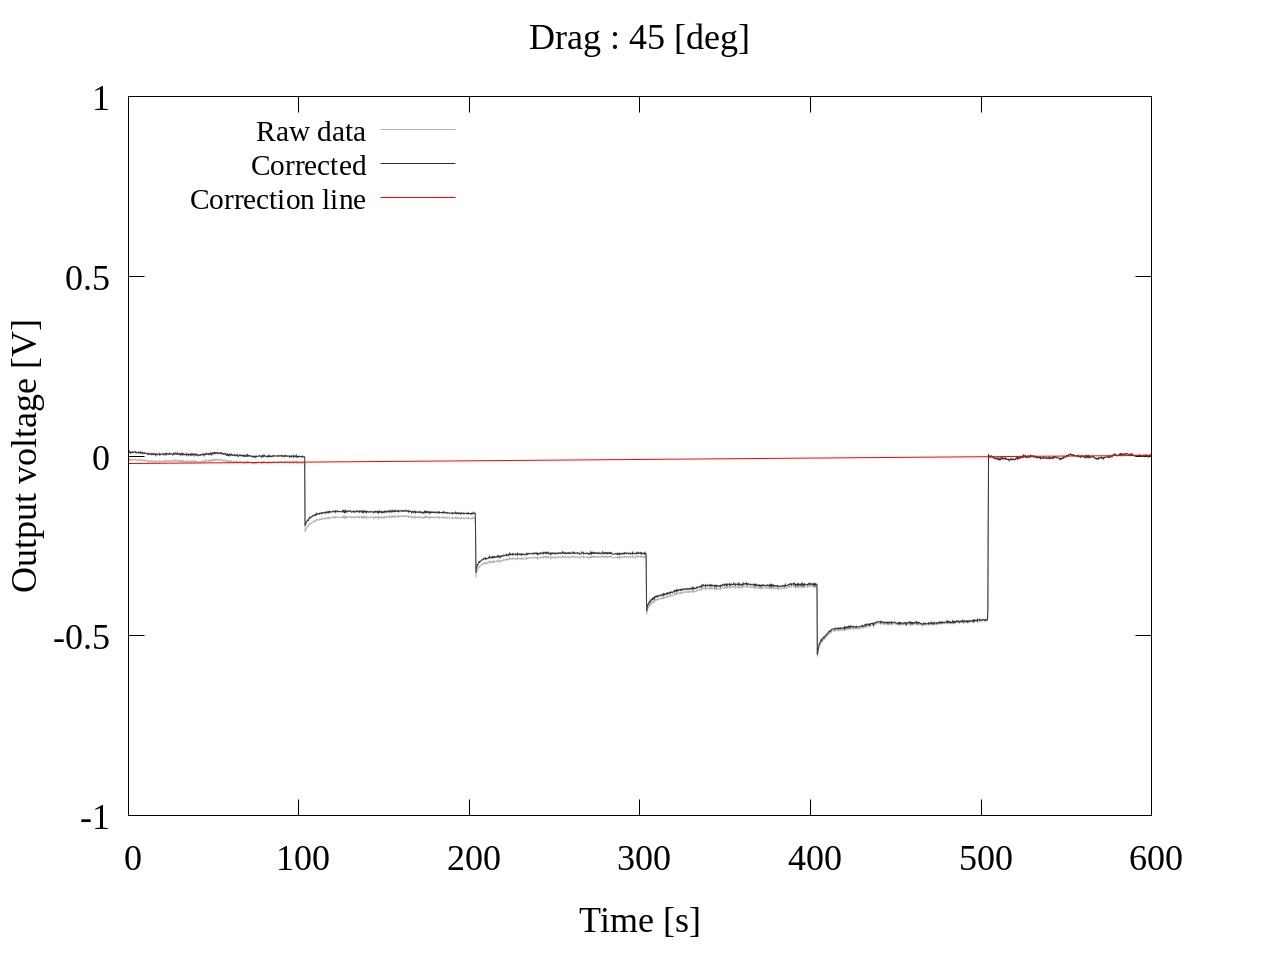 Drag : 45 [deg]
1
0.5
0
-0.5
-1
Raw data
Corrected
Correction line
Output voltage [V]
0 100 200 300 400 500 600
Time [s]